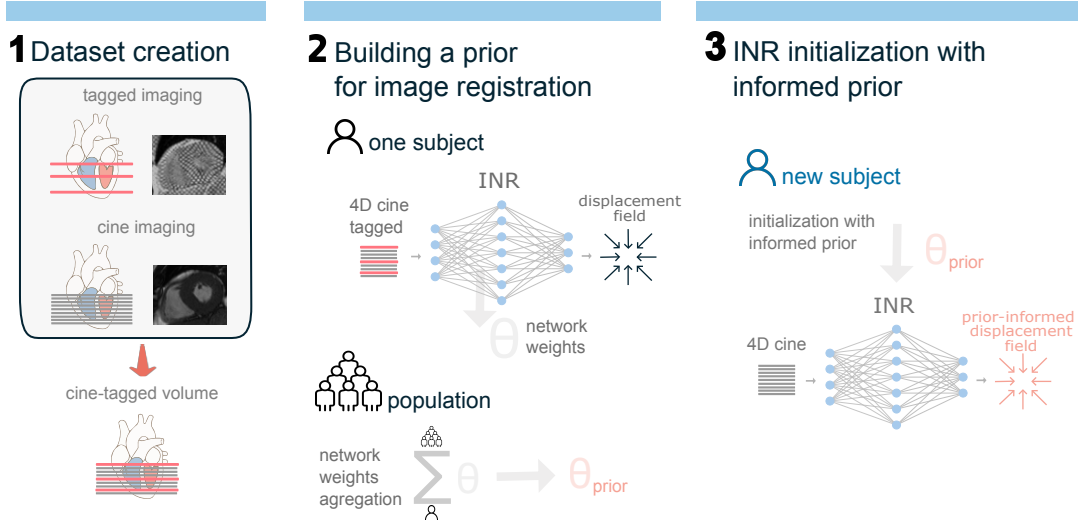 1 Dataset creation
tagged imaging
cine imaging
cine-tagged volume
2 Building a prior
for image registration
one subject
INR
4D cine
tagged
displacement
field
θ network
weights
population
network
weights
agregation
∑ θ
θprior
3 INR initialization with
informed prior
new subject
initialization with
informed prior
θprior
INR
4D cine
prior-informed
displacement
field